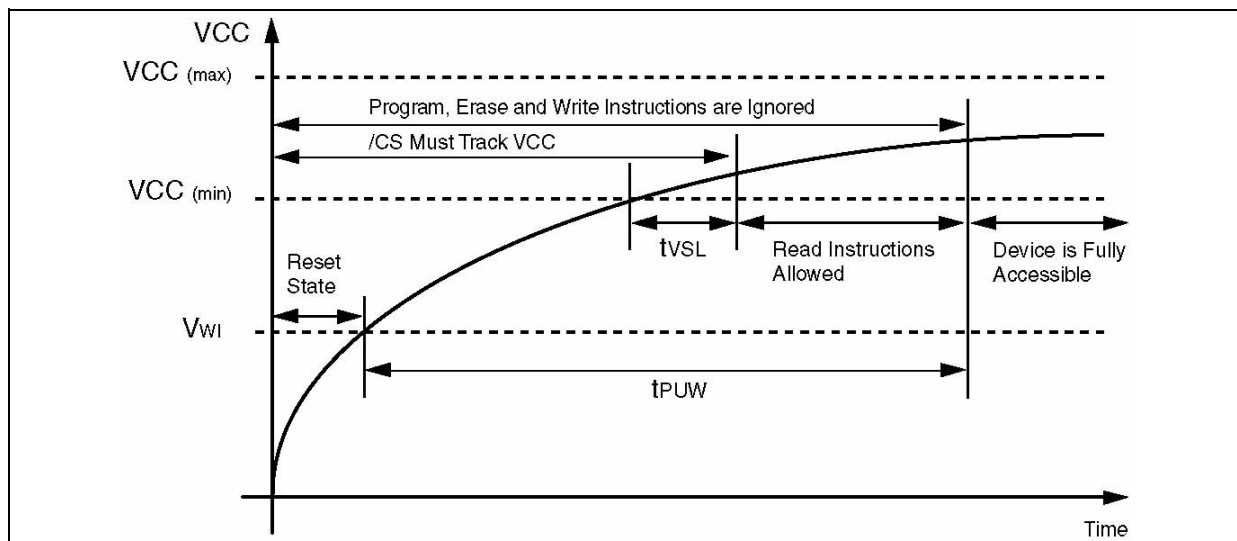 VCC
VCC (max)
Program, Erase and Write Instructions are Ignored
/CS Must Track VCC
VCC (min)
tVSL
Read Instructions
Allowed
Device is Fully
Accessible
Reset
State
VWI
tPUW
Time